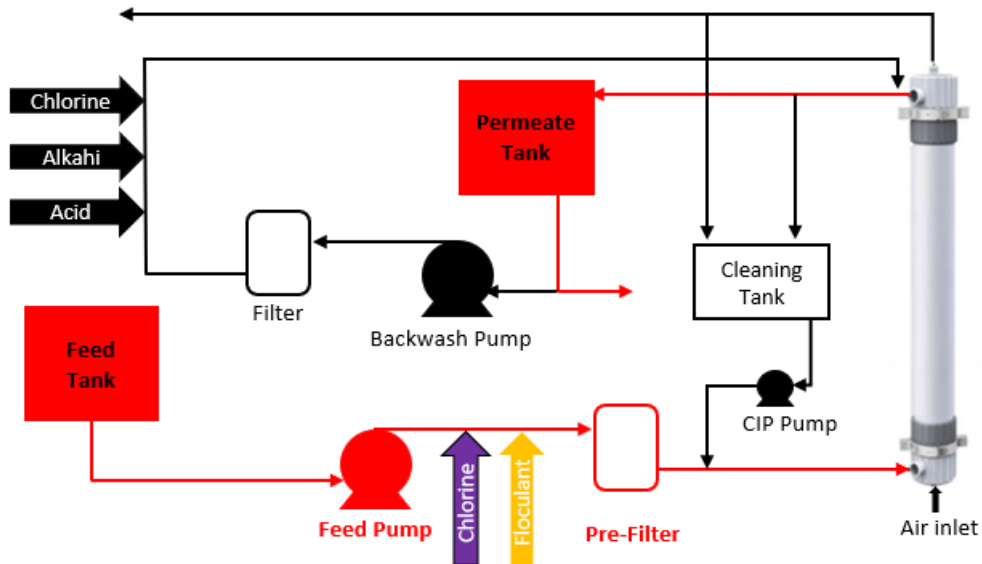 Chlorine
Alkahi
Acid
Permeate
Tank
Filter
Backwash Pump
Cleaning
Tank
CIP Pump
Feed
Tank
Feed Pump
Chlorine
Floculant
Pre-Filter
Air inlet